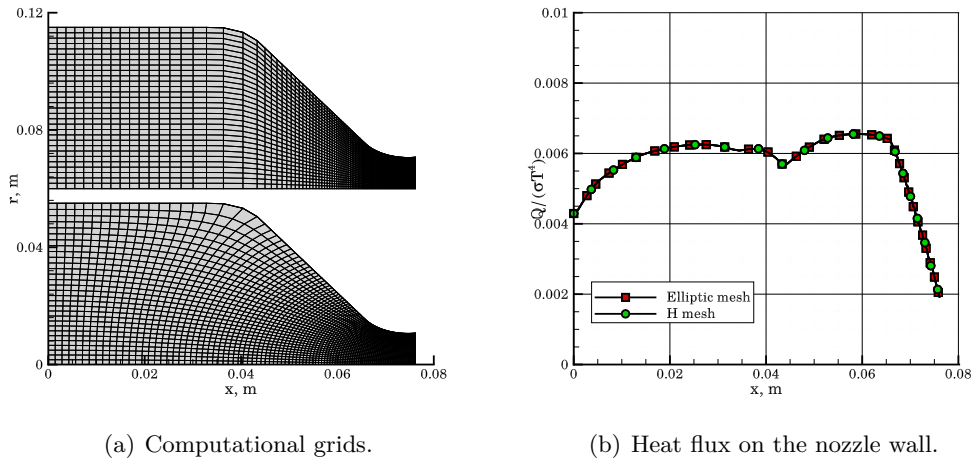 0.12
0.08
0.04
0
r, m
0
0.02
0.04
0.06
0.08
x, m
0.01
0.008
0.006
0.004
0.002
0
Q/(σT⁴)
Elliptic mesh
H mesh
0
0.02
0.04
0.06
0.08
x, m
(a) Computational grids.
(b) Heat flux on the nozzle wall.